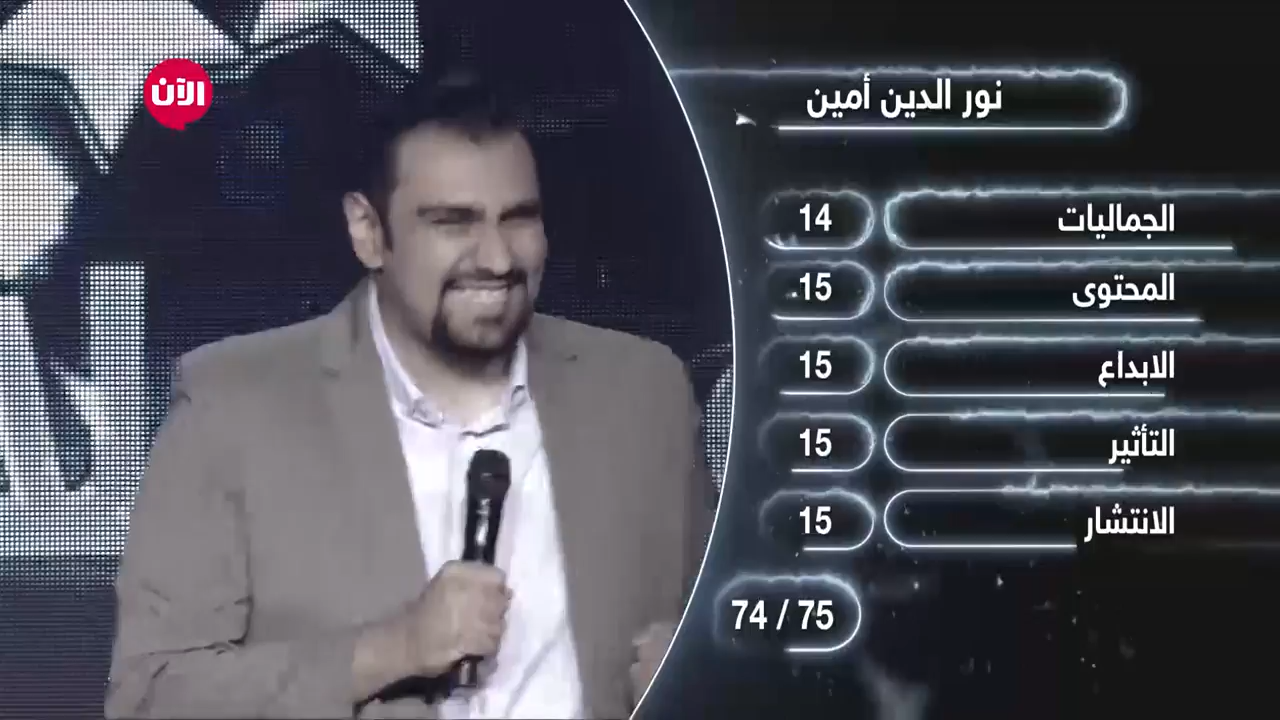 الآن
نور الدين أمين
الجماليات 14
المحتوى 15
الابداع 15
التأثير 15
الانتشار 15
74 / 75